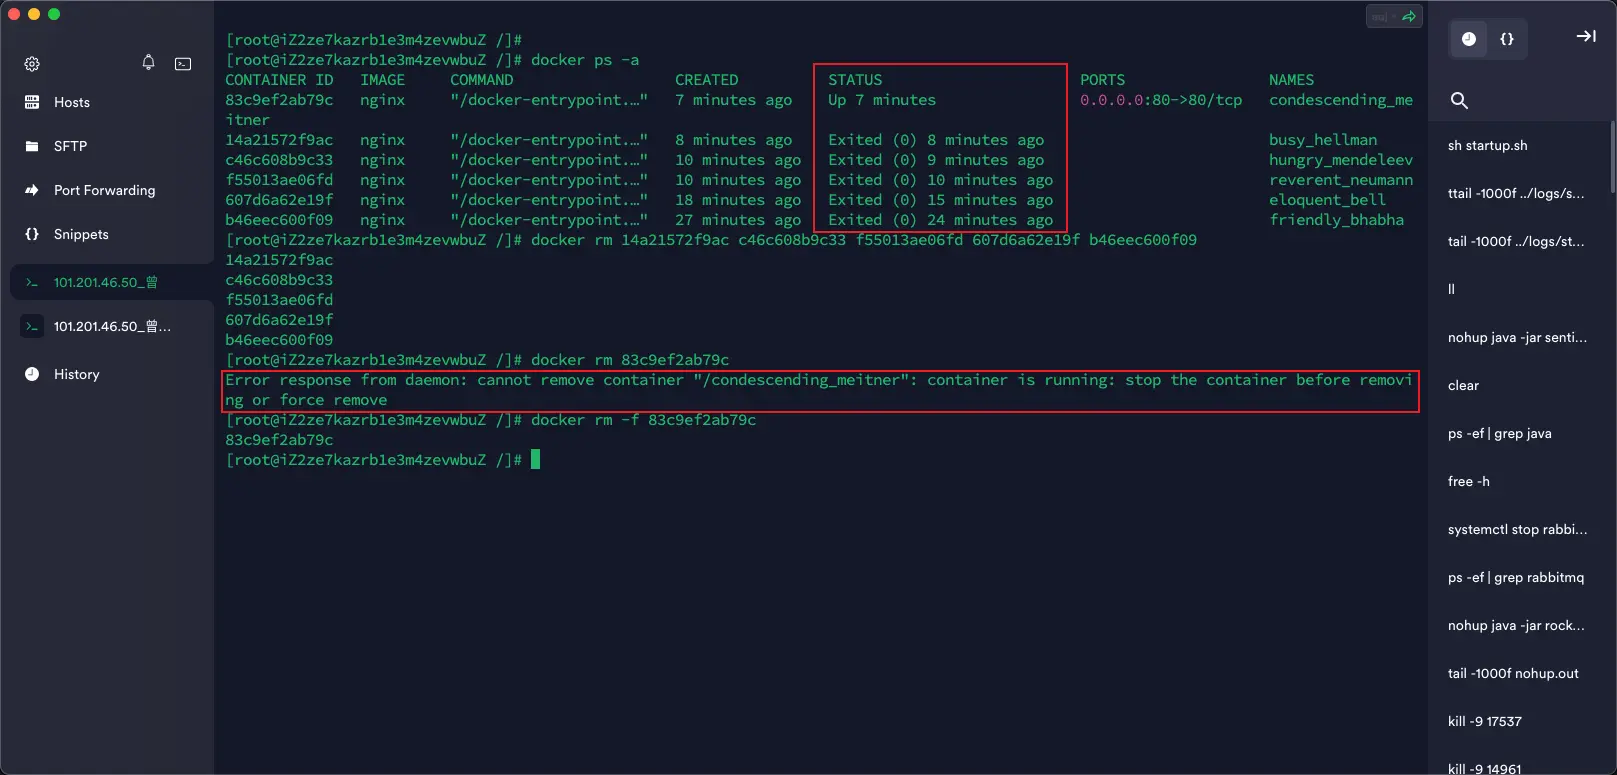 Hosts
SFTP
Port Forwarding
Snippets
101.201.46.50_曾
101.201.46.50_曾...
History
[root@iZ2ze7kazrb1e3m4zevwbuZ /]#
[root@iZ2ze7kazrb1e3m4zevwbuZ /]# docker ps -a
CONTAINER ID IMAGE COMMAND CREATED STATUS PORTS NAMES
83c9ef2ab79c nginx "/docker-entrypoint.…" 7 minutes ago Up 7 minutes 0.0.0.0:80->80/tcp condescending_me
itner
14a21572f9ac nginx "/docker-entrypoint.…" 8 minutes ago Exited (0) 8 minutes ago busy_hellman
c46c608b9c33 nginx "/docker-entrypoint.…" 10 minutes ago Exited (0) 9 minutes ago hungry_mendeleev
f55013ae06fd nginx "/docker-entrypoint.…" 10 minutes ago Exited (0) 10 minutes ago reverent_neumann
607d6a62e19f nginx "/docker-entrypoint.…" 18 minutes ago Exited (0) 15 minutes ago eloquent_bell
b46eec600f09 nginx "/docker-entrypoint.…" 27 minutes ago Exited (0) 24 minutes ago friendly_bhabha
[root@iZ2ze7kazrb1e3m4zevwbuZ /]# docker rm 14a21572f9ac c46c608b9c33 f55013ae06fd 607d6a62e19f b46eec600f09
14a21572f9ac
c46c608b9c33
f55013ae06fd
607d6a62e19f
b46eec600f09
[root@iZ2ze7kazrb1e3m4zevwbuZ /]# docker rm 83c9ef2ab79c
Error response from daemon: cannot remove container "/condescending_meitner": container is running: stop the container before removi
ng or force remove
[root@iZ2ze7kazrb1e3m4zevwbuZ /]# docker rm -f 83c9ef2ab79c
83c9ef2ab79c
[root@iZ2ze7kazrb1e3m4zevwbuZ /]#
{}
sh startup.sh
ttail -1000f ../logs/s...
tail -1000f ../logs/st...
ll
nohup java -jar senti...
clear
ps -ef | grep java
free -h
systemctl stop rabbi...
ps -ef | grep rabbitmq
nohup java -jar rock...
tail -1000f nohup.out
kill -9 17537
kill -9 14961